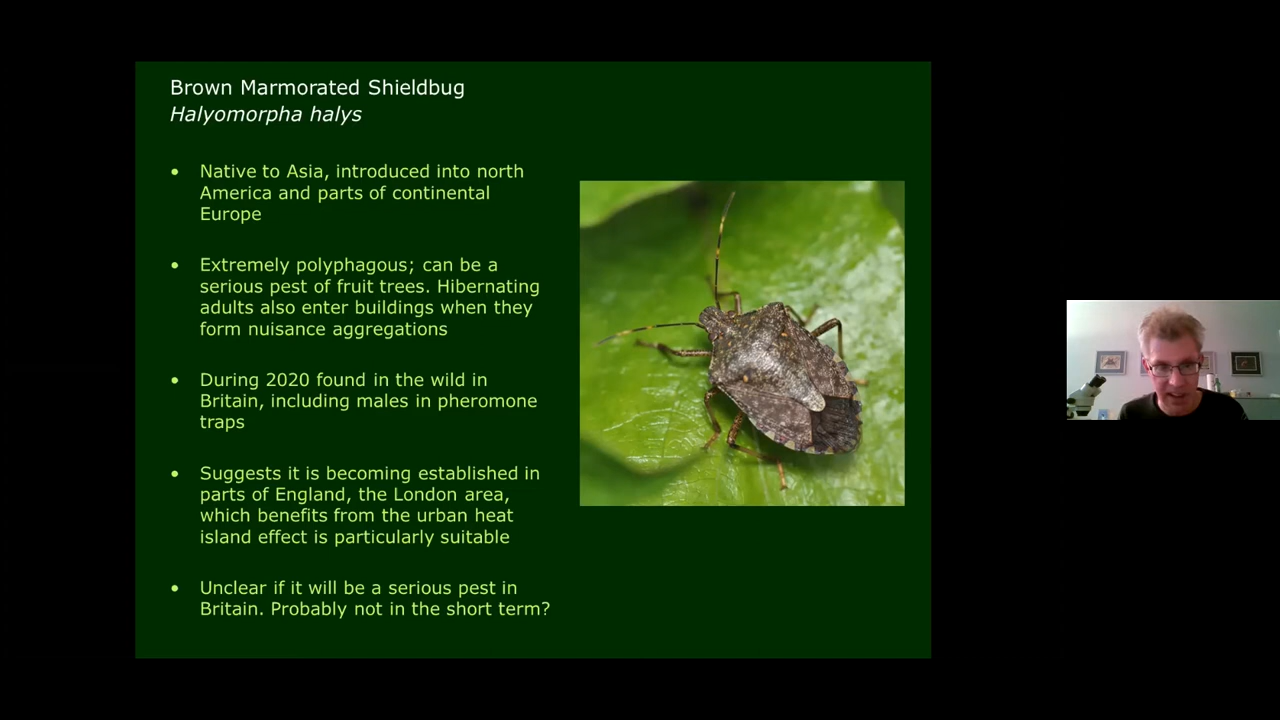 Brown Marmorated Shieldbug
Halyomorpha halys
• Native to Asia, introduced into north
America and parts of continental
Europe
• Extremely polyphagous; can be a
serious pest of fruit trees. Hibernating
adults also enter buildings when they
form nuisance aggregations
• During 2020 found in the wild in
Britain, including males in pheromone
traps
• Suggests it is becoming established in
parts of England, the London area,
which benefits from the urban heat
island effect is particularly suitable
• Unclear if it will be a serious pest in
Britain. Probably not in the short term?